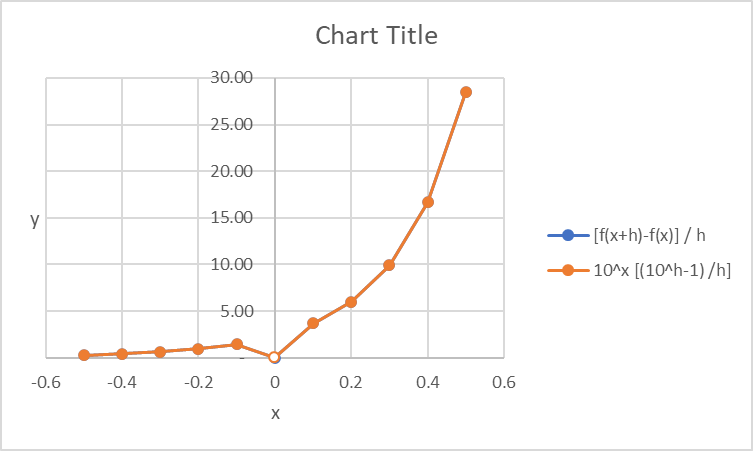 Chart Title
30.00
25.00
20.00
15.00
10.00
5.00
-
-0.6 -0.4 -0.2 0 0.2 0.4 0.6
y
x
[f(x+h)-f(x)] / h
10^x [(10^h-1) /h]